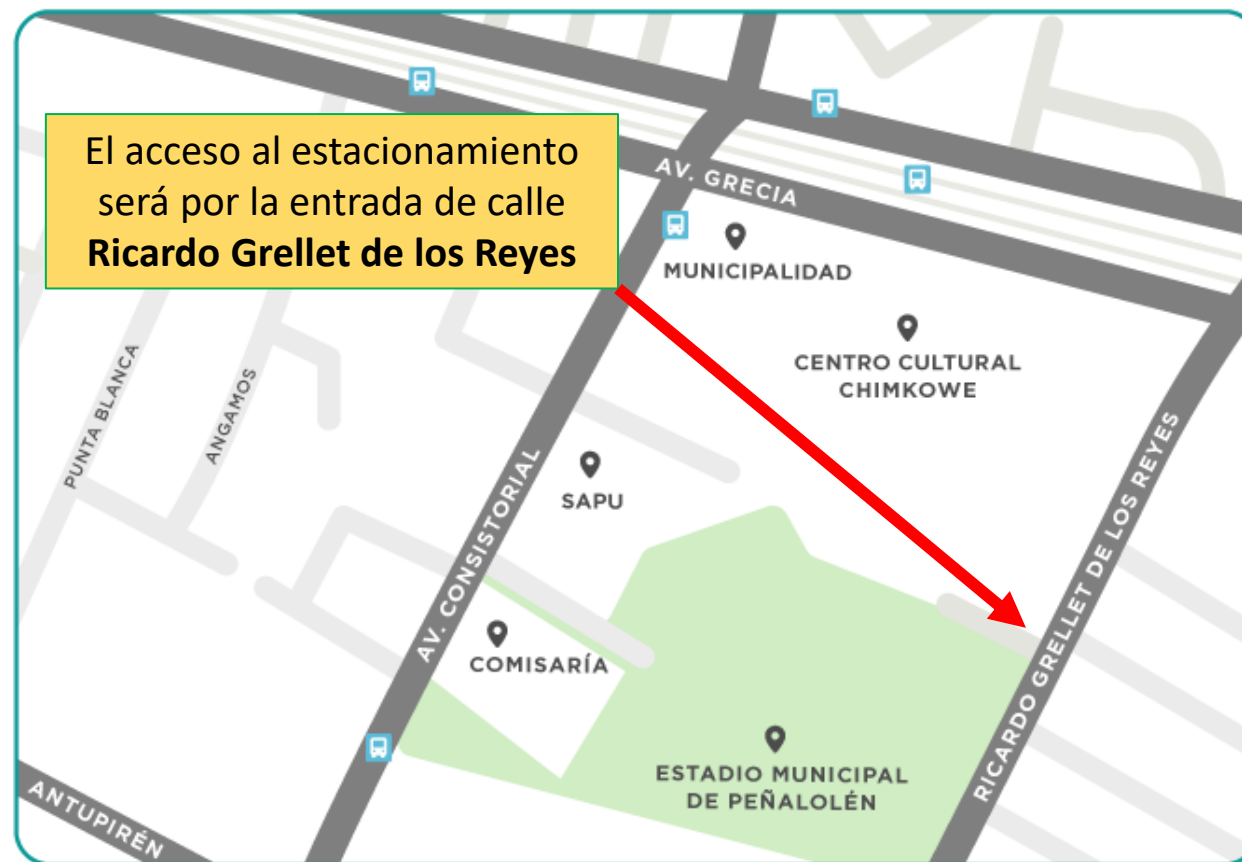 El acceso al estacionamiento
será por la entrada de calle
Ricardo Grellet de los Reyes
AV. GRECIA
MUNICIPALIDAD
CENTRO CULTURAL
CHIMKOWE
PUNTA BLANCA
ANGAMOS
SAPU
AV. CONSISTORIAL
RICARDO GRELLET DE LOS REYES
COMISARÍA
ESTADIO MUNICIPAL
DE PEÑALOLÉN
ANTUPIRÉN